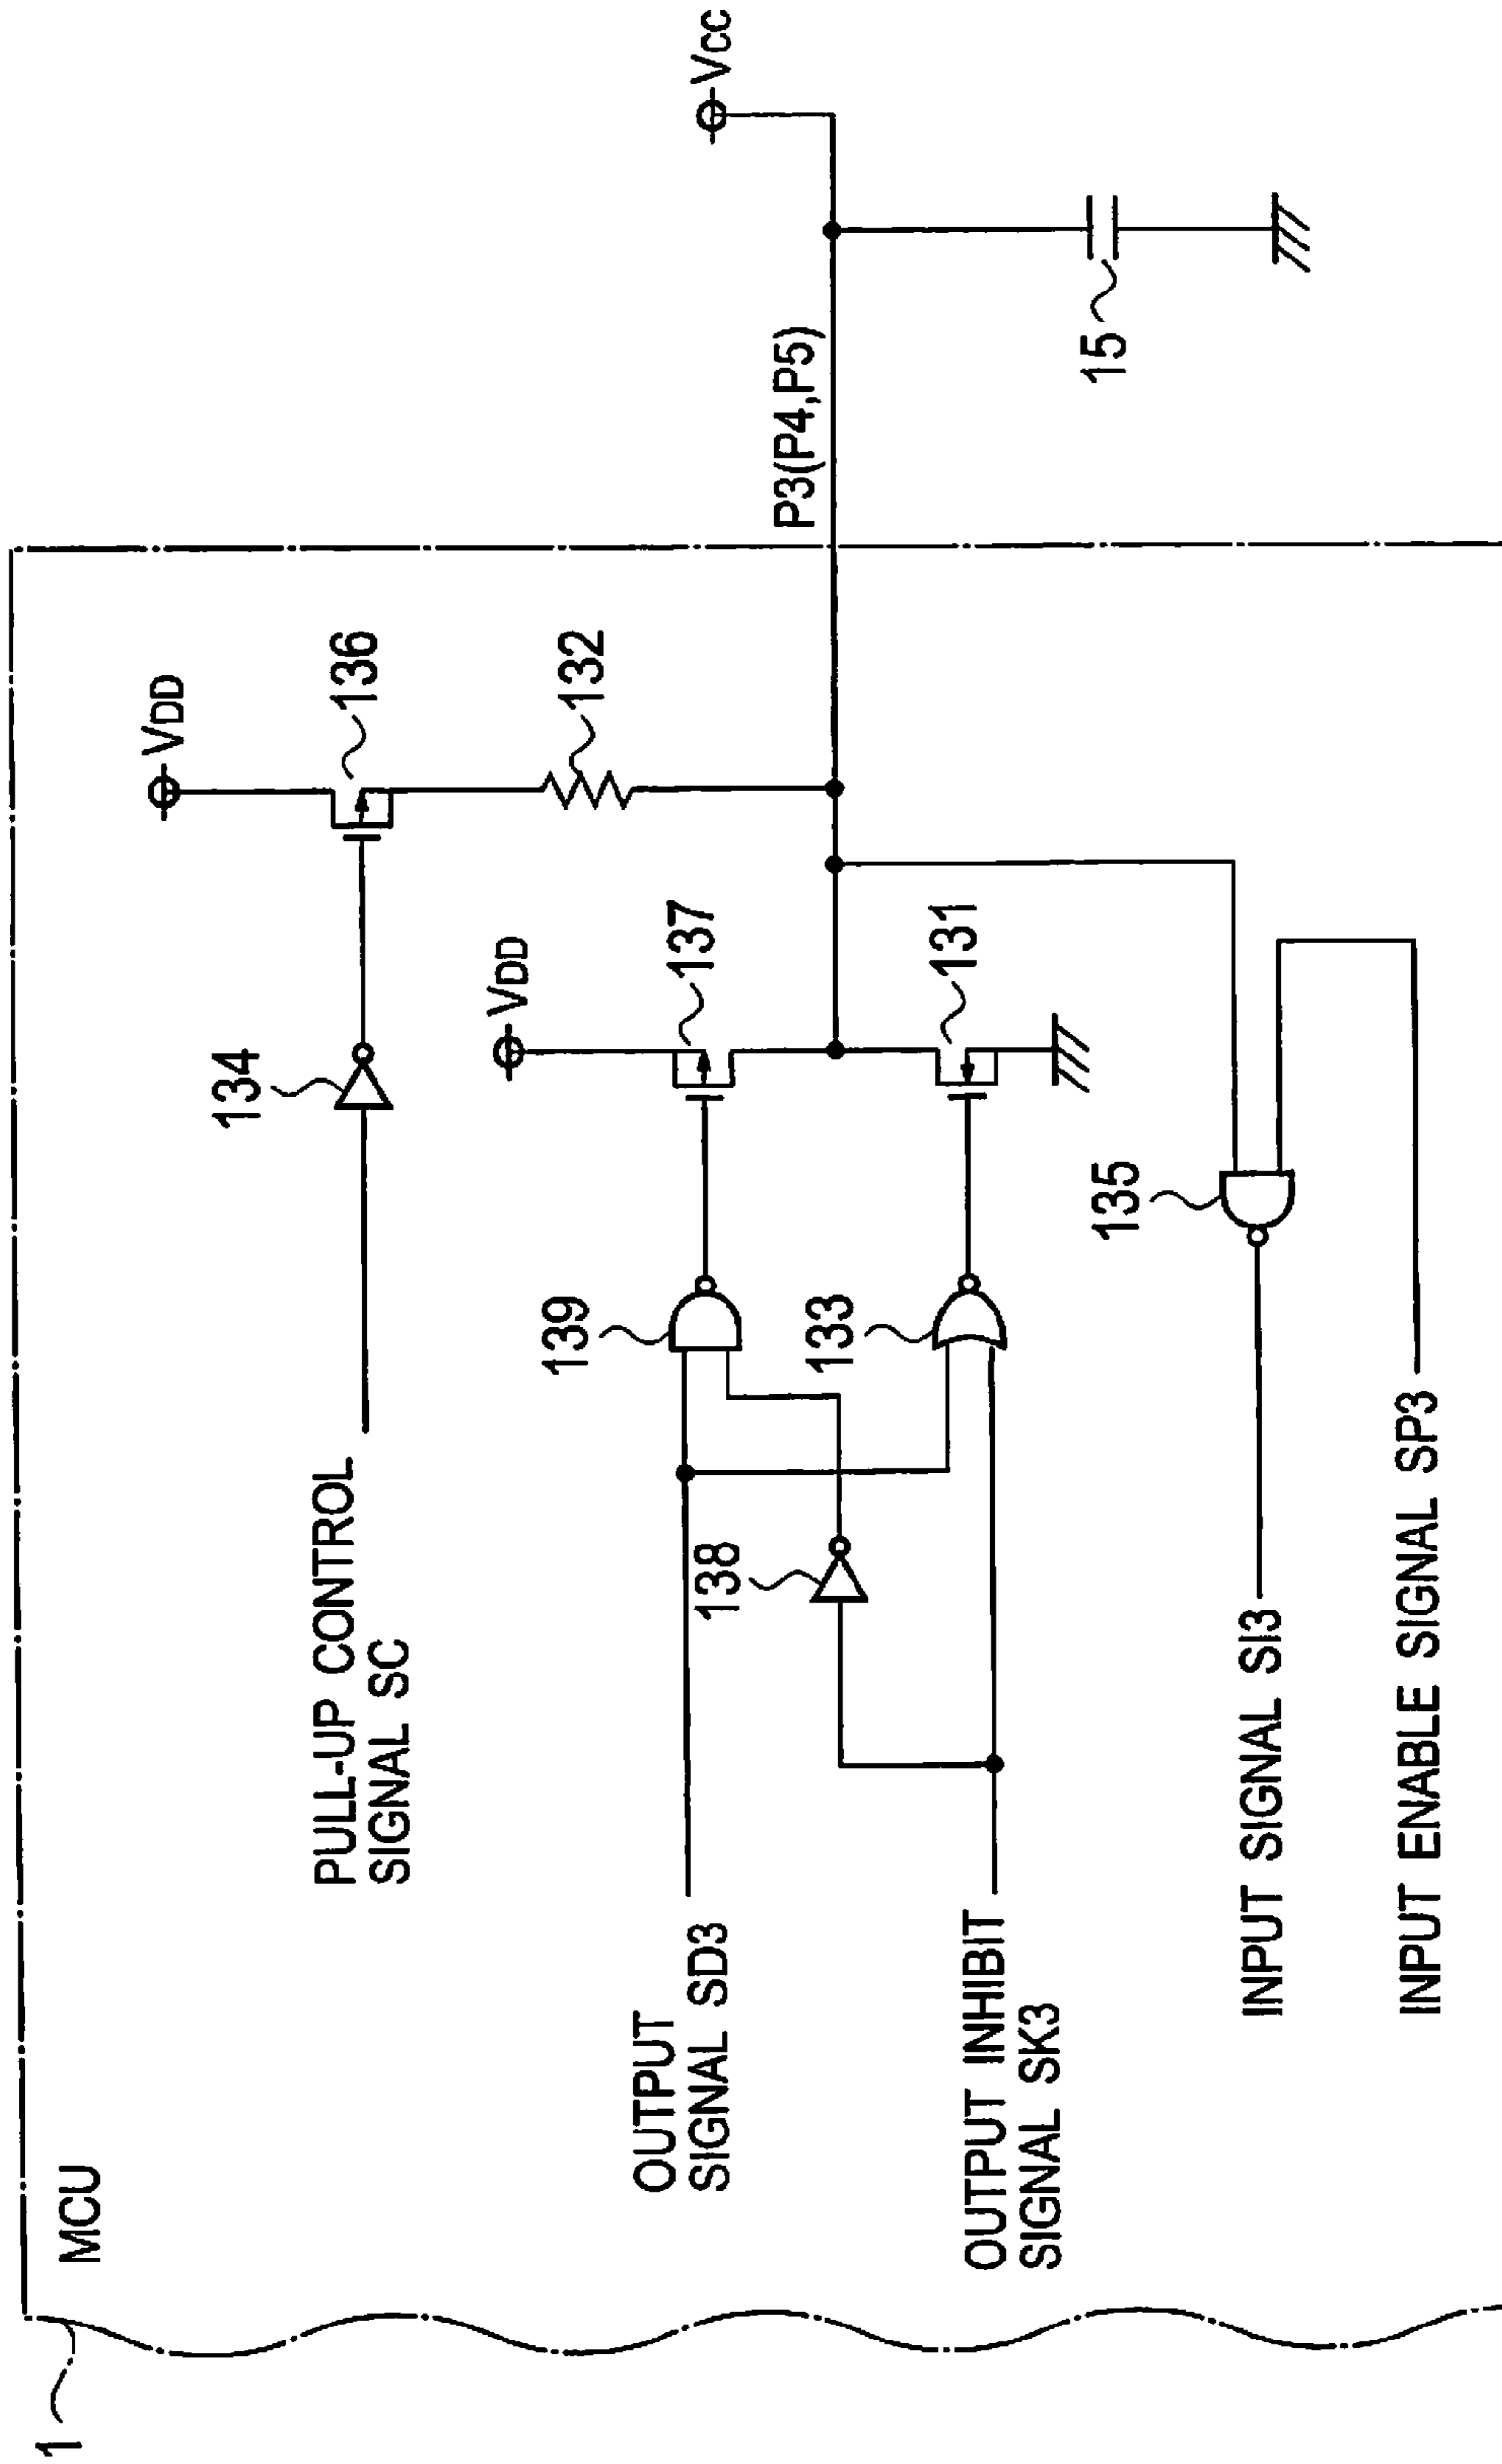 1
MCU
PULL-UP CONTROL
SIGNAL SC
134
VDD
136
132
OUTPUT
SIGNAL SD3
139
VDD
137
138
133
131
OUTPUT INHIBIT
SIGNAL SK3
135
INPUT SIGNAL SI3
INPUT ENABLE SIGNAL SP3
P3(P4,P5)
Vcc
15